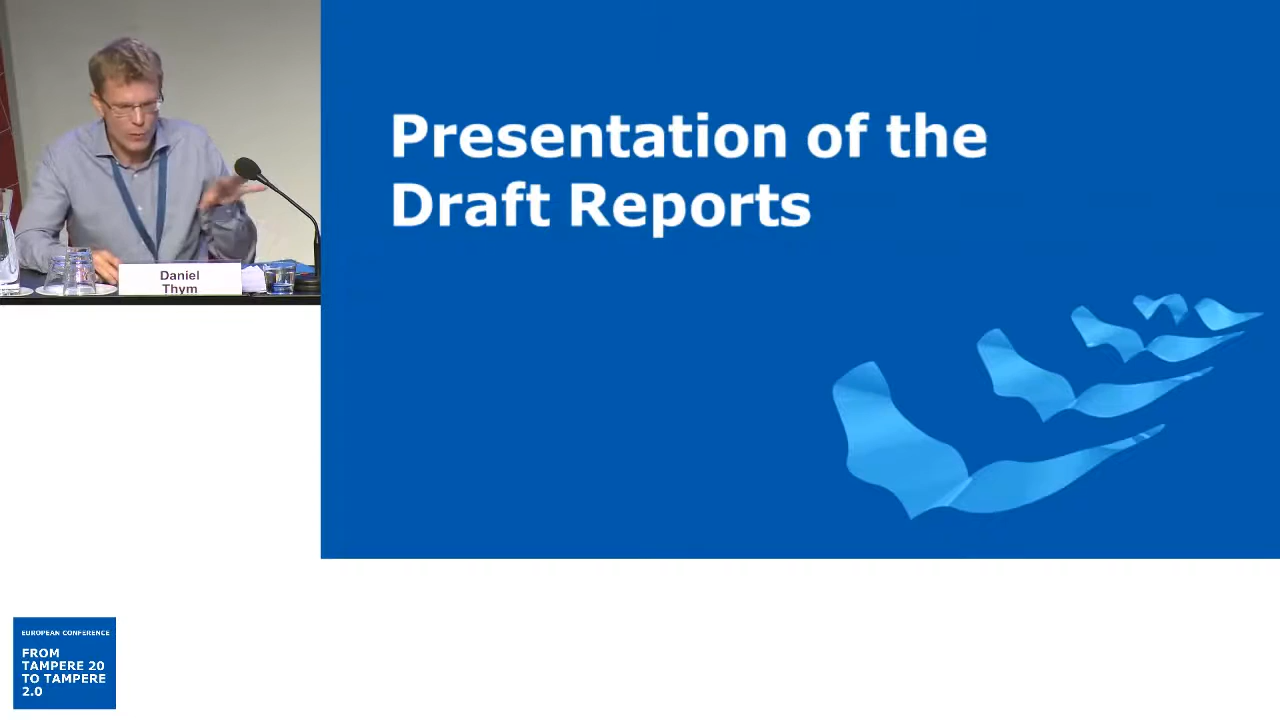 Presentation of the
Draft Reports
Daniel
Thym
EUROPEAN CONFERENCE
FROM
TAMPERE 20
TO TAMPERE
2.0